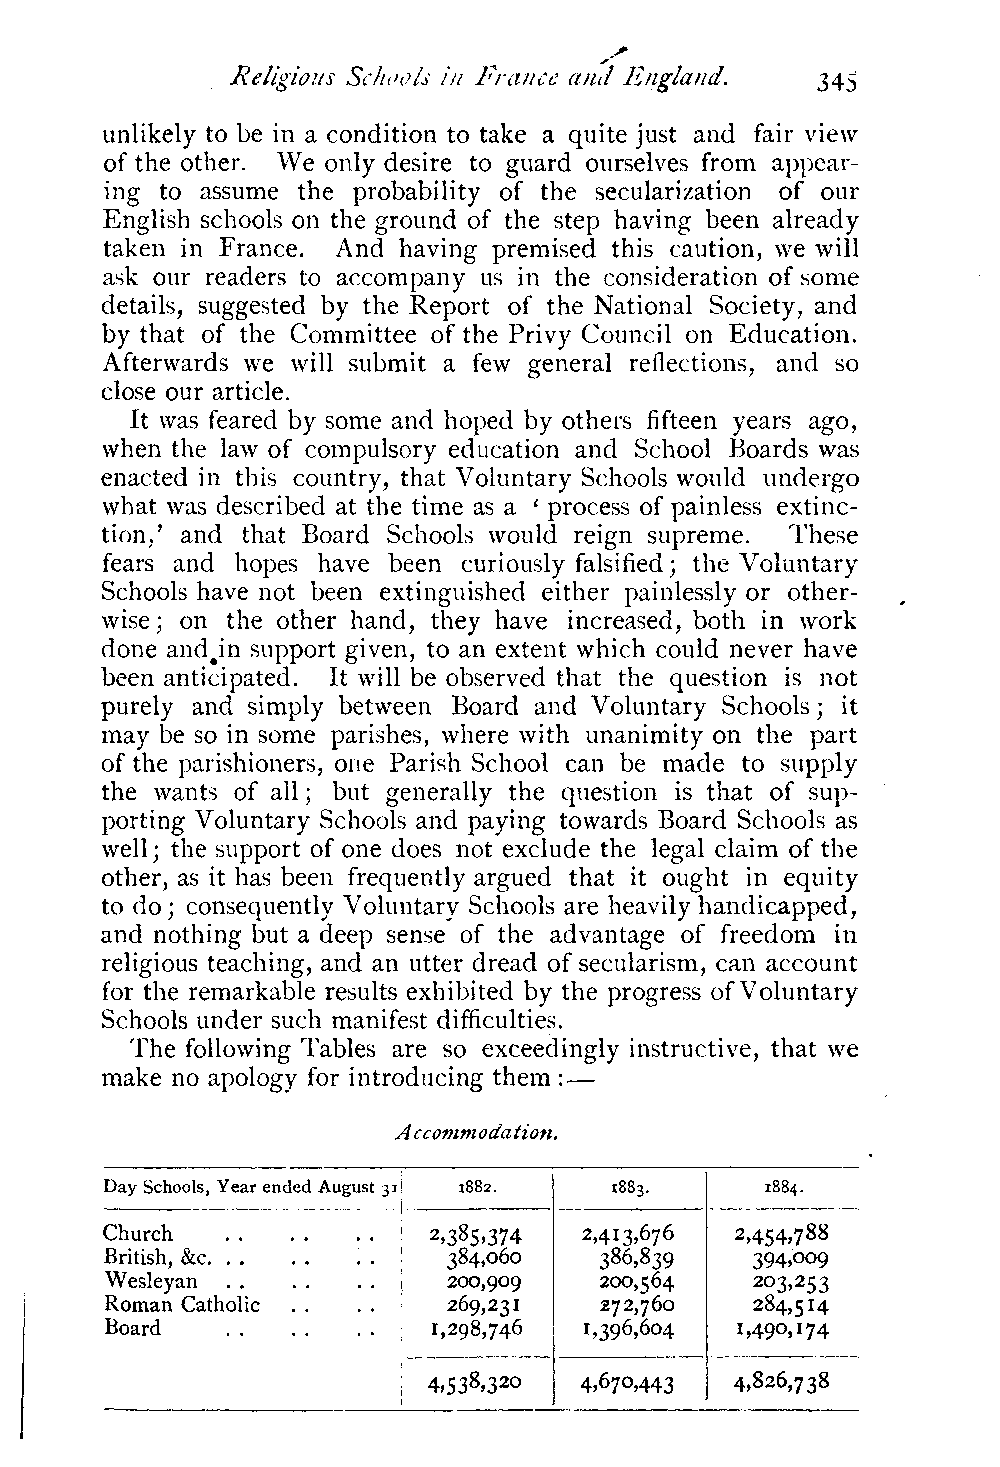 Religious Schools in France and England. 345
unlikely to be in a condition to take a quite just and fair view
of the other. We only desire to guard ourselves from appear-
ing to assume the probability of the secularization of our
English schools on the ground of the step having been already
taken in France. And having premised this caution, we will
ask our readers to accompany us in the consideration of some
details, suggested by the Report of the National Society, and
by that of the Committee of the Privy Council on Education.
Afterwards we will submit a few general reflections, and so
close our article.
It was feared by some and hoped by others fifteen years ago,
when the law of compulsory education and School Boards was
enacted in this country, that Voluntary Schools would undergo
what was described at the time as a ‘ process of painless extinc-
tion,’ and that Board Schools would reign supreme. These
fears and hopes have been curiously falsified; the Voluntary
Schools have not been extinguished either painlessly or other-
wise; on the other hand, they have increased, both in work
done and in support given, to an extent which could never have
been anticipated. It will be observed that the question is not
purely and simply between Board and Voluntary Schools; it
may be so in some parishes, where with unanimity on the part
of the parishioners, one Parish School can be made to supply
the wants of all; but generally the question is that of sup-
porting Voluntary Schools and paying towards Board Schools as
well; the support of one does not exclude the legal claim of the
other, as it has been frequently argued that it ought in equity
to do; consequently Voluntary Schools are heavily handicapped,
and nothing but a deep sense of the advantage of freedom in
religious teaching, and an utter dread of secularism, can account
for the remarkable results exhibited by the progress of Voluntary
Schools under such manifest difficulties.
The following Tables are so exceedingly instructive, that we
make no apology for introducing them:—
Accommodation.
Day Schools, Year ended August 31 1882. 1883. 1884.
Church .. .. .. 2,385,374 2,413,676 2,454,788
British, &c. .. .. .. 384,060 386,839 394,009
Wesleyan .. .. .. 200,909 200,564 203,253
Roman Catholic .. .. 269,231 272,760 284,514
Board .. .. .. 1,298,746 1,396,604 1,490,174
4,538,320 4,670,443 4,826,738